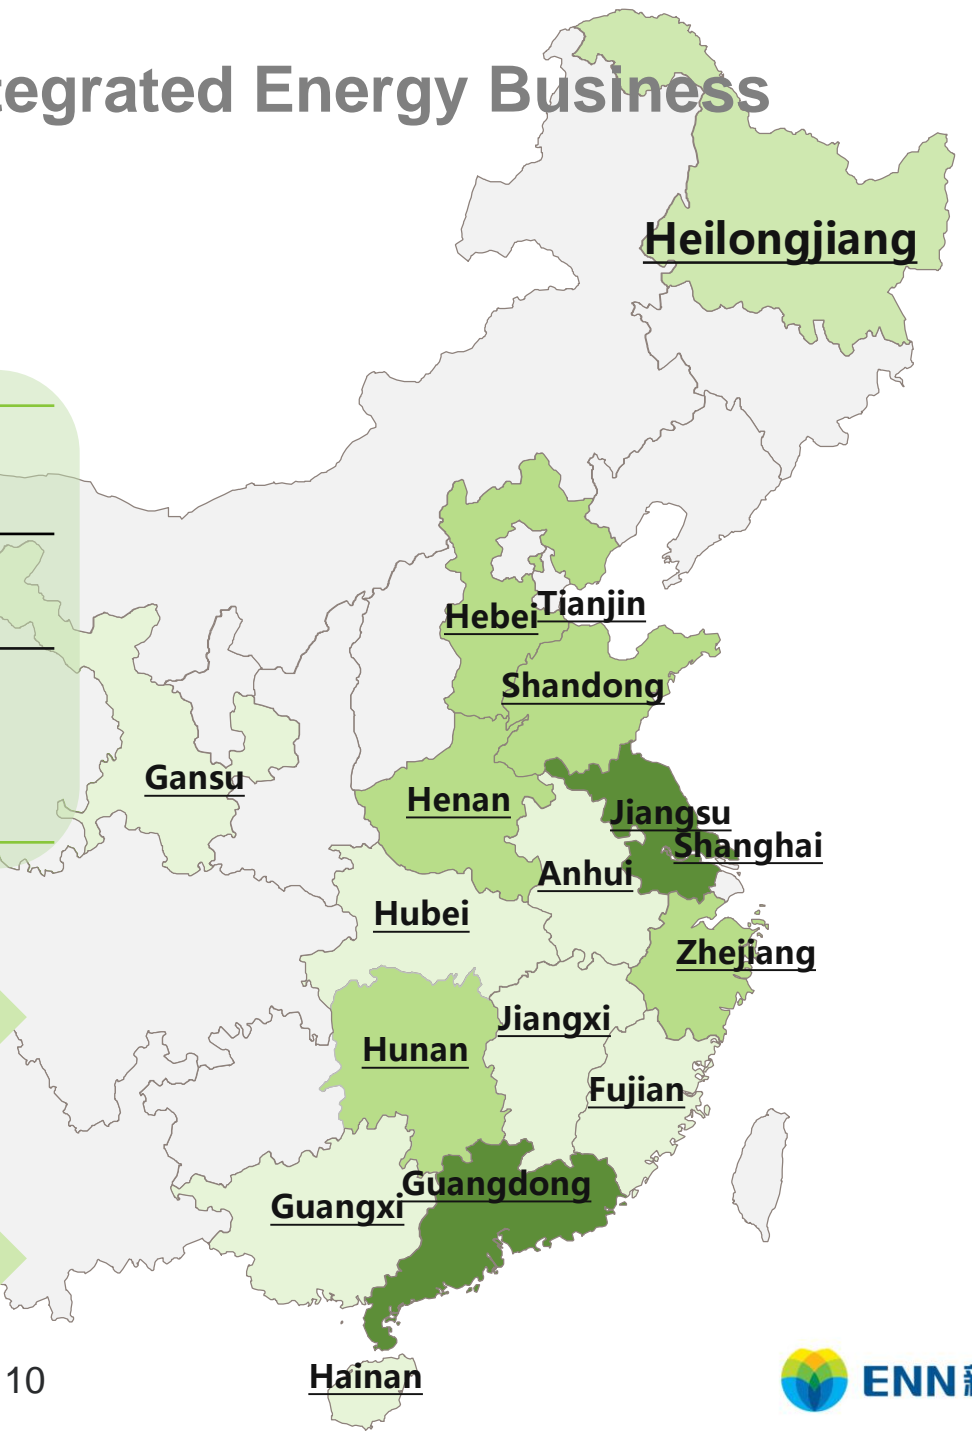 tegrated Energy Business
Heilongjiang
Tianjin
Hebei
Shandong
Gansu
Henan
Jiangsu
Shanghai
Anhui
Hubei
Zhejiang
Jiangxi
Hunan
Fujian
Guangdong
Guangxi
Hainan
10
ENN